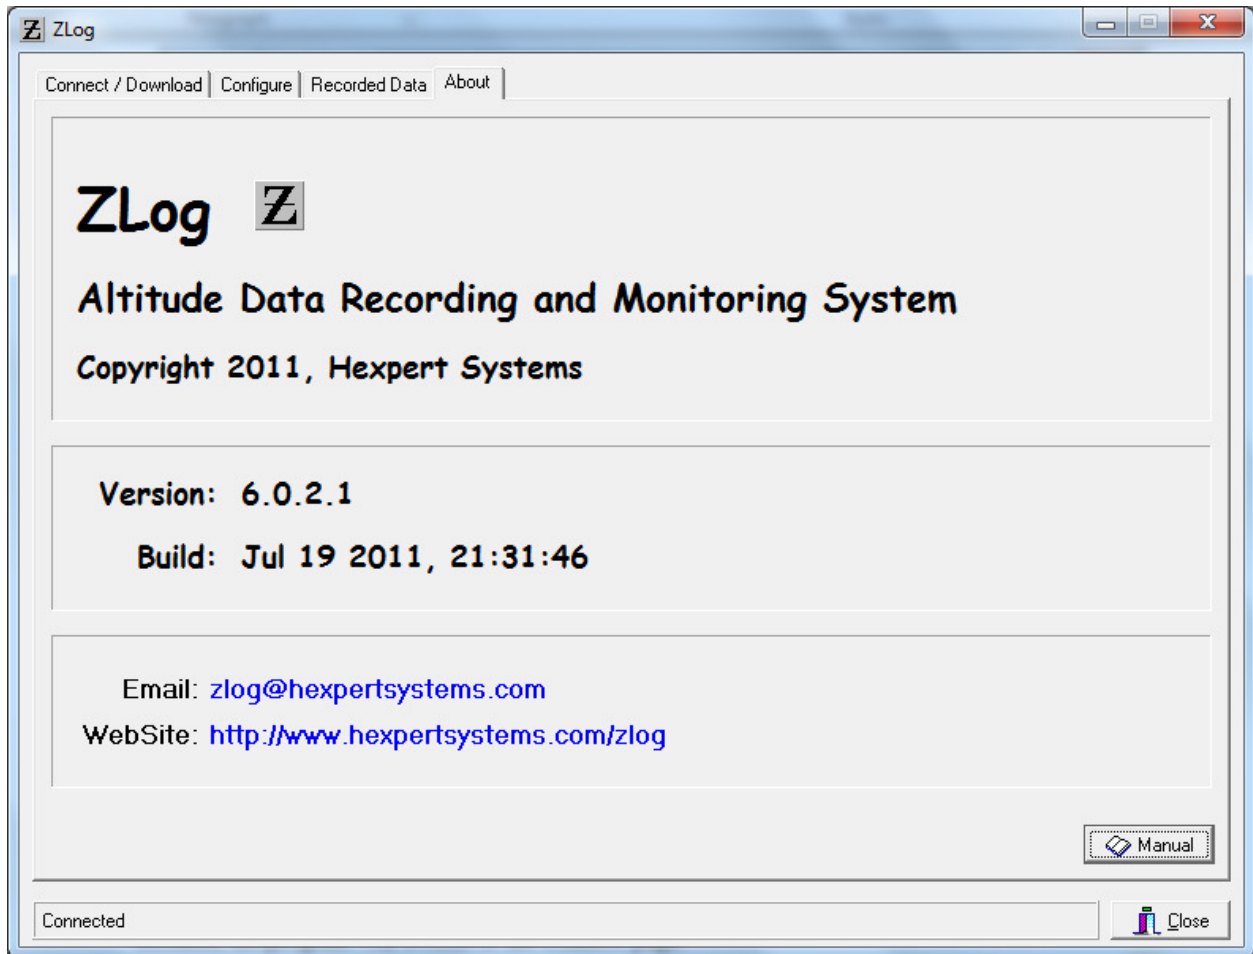 ZLog
Connect / Download Configure Recorded Data About
ZLog Z
Altitude Data Recording and Monitoring System
Copyright 2011, Hexpert Systems
Version: 6.0.2.1
Build: Jul 19 2011, 21:31:46
Email: zlog@hexpertsystems.com
WebSite: http://www.hexpertsystems.com/zlog
Manual
Connected
Close